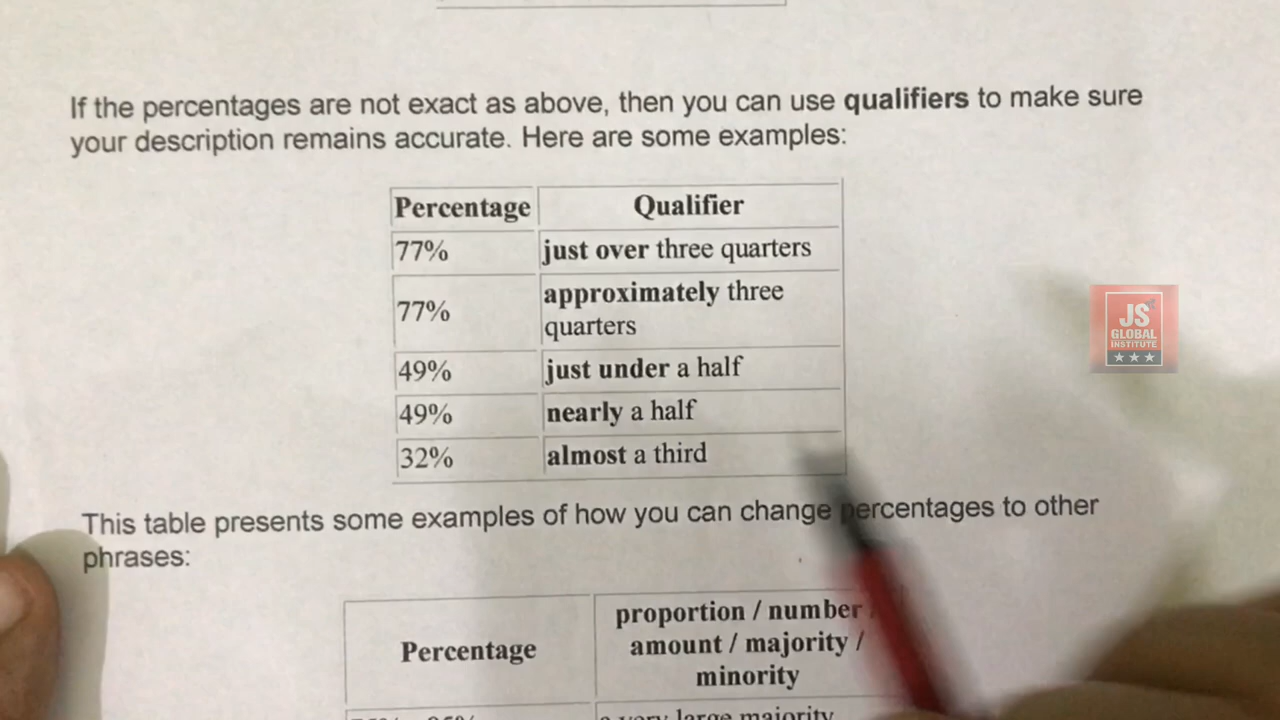 If the percentages are not exact as above, then you can use qualifiers to make sure
your description remains accurate. Here are some examples:
Percentage Qualifier
77% just over three quarters
77% approximately three
quarters
49% just under a half
49% nearly a half
32% almost a third
This table presents some examples of how you can change percentages to other
phrases:
Percentage
proportion / number
amount / majority /
minority
a very large majority
JS
GLOBAL
INSTITUTE